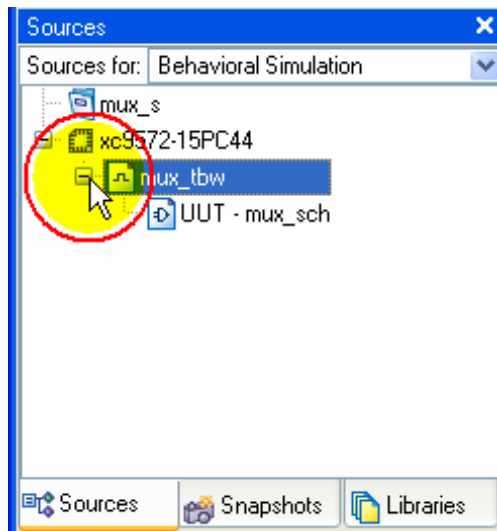 Sources
Sources for: Behavioral Simulation
mux_s
xc9572-15PC44
mux_tbw
UUT - mux_sch
Sources Snapshots Libraries